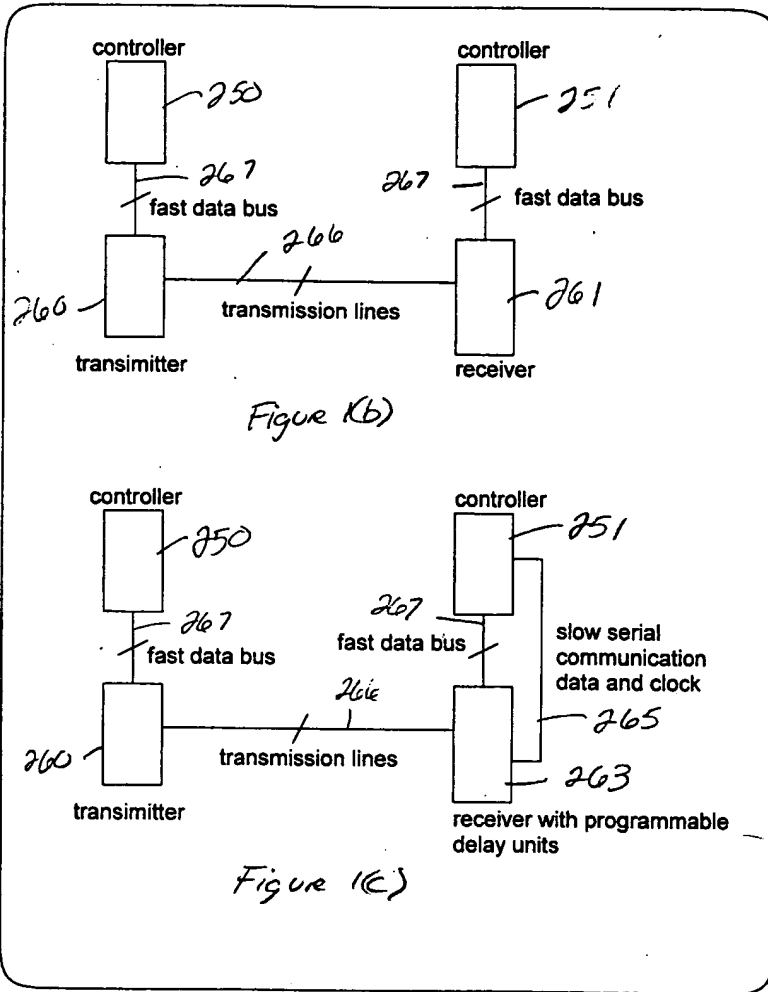 controller
controller
250
251
267
267
fast data bus
fast data bus
266
260
transmission lines
261
transimitter
receiver
Figure 1(b)
controller
controller
250
251
267
267
fast data bus
fast data bus
slow serial
communication
data and clock
266
265
260
transmission lines
263
transimitter
receiver with programmable
delay units
Figure 1(c)